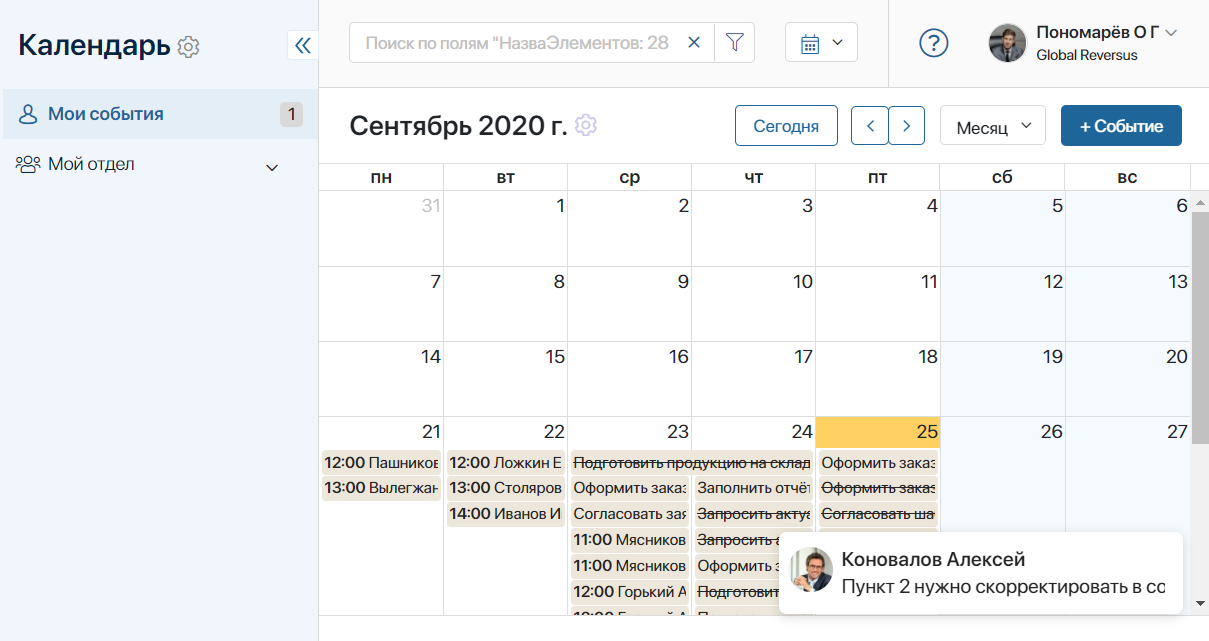 Календарь
Мои события 1
Мой отдел
Поиск по полям "НазваЭлементов: 28
Пономарёв О Г
Global Reversus
Сентябрь 2020 г.
Сегодня
Месяц
+ Событие
пн вт ср чт пт сб вс
31 1 2 3 4 5 6
7 8 9 10 11 12 13
14 15 16 17 18 19 20
21 22 23 24 25 26 27
12:00 Пашников 12:00 Ложкин Е Подготовить продукцию на склад Оформить заказ
13:00 Вылегжан 13:00 Столяров Оформить заказ Заполнить отчёт Оформить заказ
14:00 Иванов И Согласовать зая Запросить актуа Согласовать ша
11:00 Мясников Запросить а
11:00 Мясников Оформить з
12:00 Горький А Подготовит
Коновалов Алексей
Пункт 2 нужно скорректировать в со